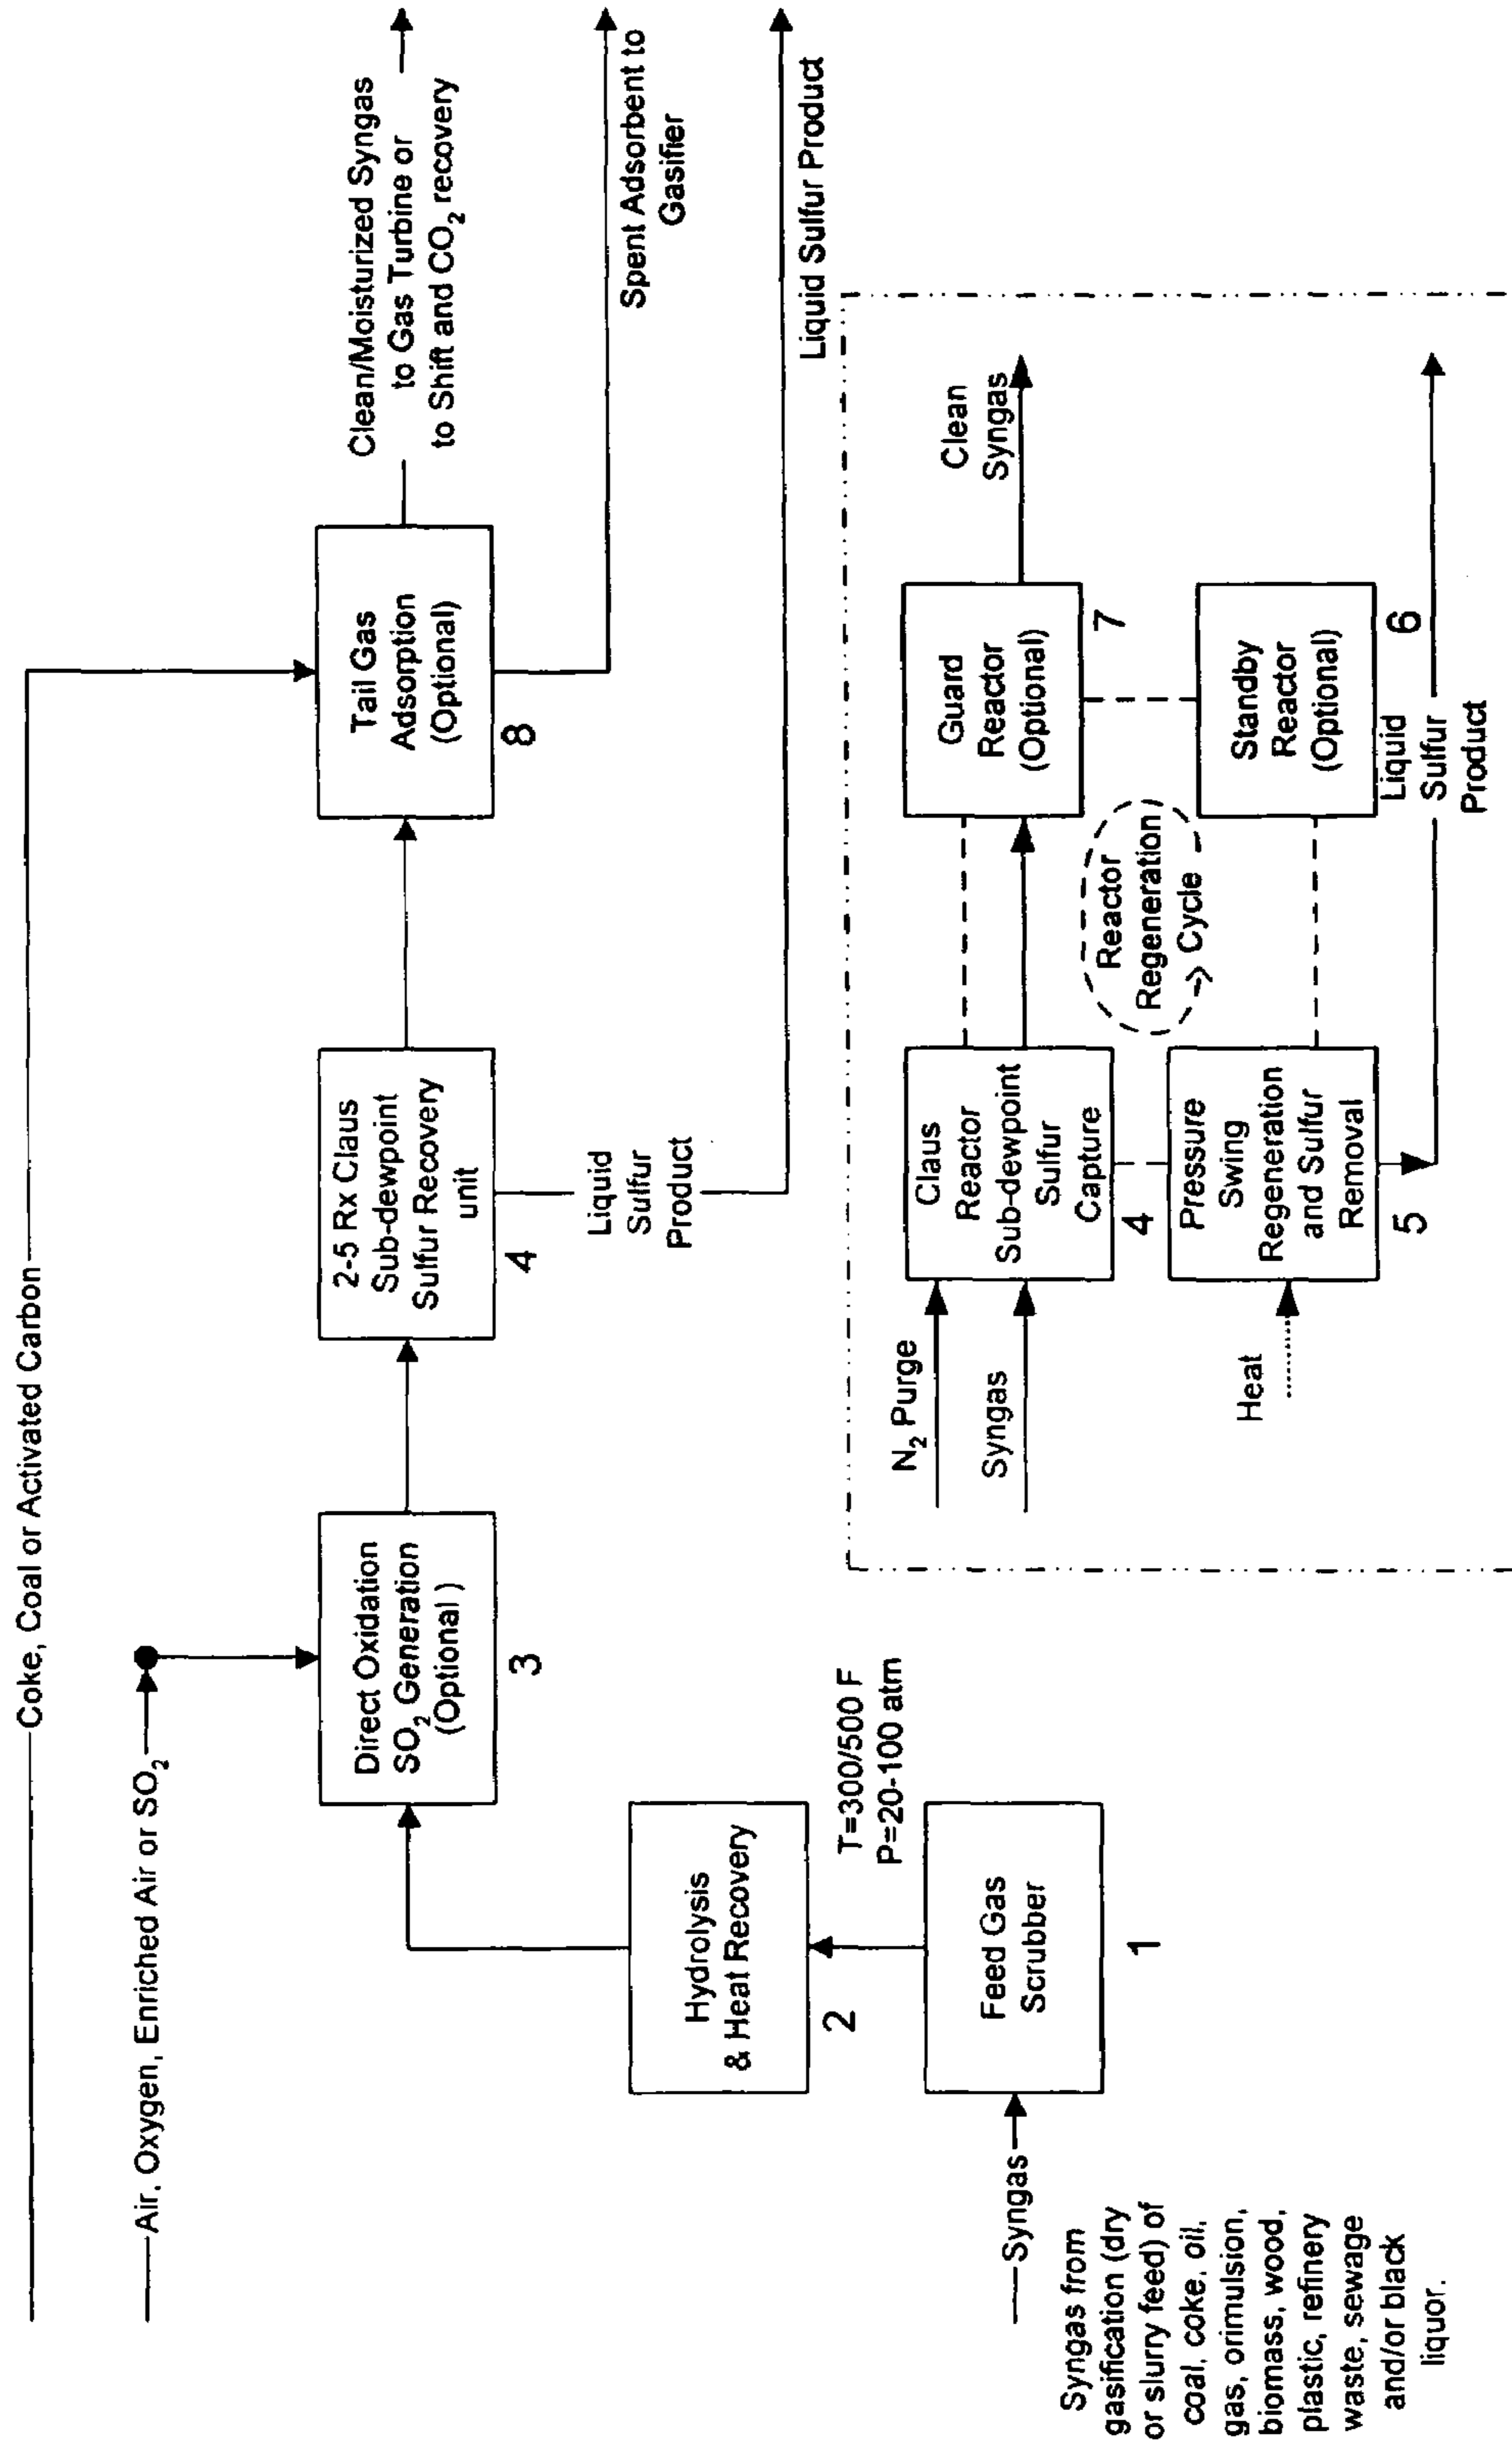 Coke, Coal or Activated Carbon
Air, Oxygen, Enriched Air or SO₂
Direct Oxidation
SO₂ Generation
(Optional )
3
2-5 Rx Claus
Sub-dewpoint
Sulfur Recovery
unit
4
Tail Gas
Adsorption
(Optional)
8
Clean/Moisturized Syngas
to Gas Turbine or
to Shift and CO₂ recovery
Spent Adsorbent to
Gasifier
Liquid
Sulfur
Product
Liquid Sulfur Product
Hydrolysis
& Heat Recovery
2
T=300/500 F
P=20-100 atm
Feed Gas
Scrubber
1
Syngas
Syngas from
gasification (dry
or slurry feed) of
coal, coke, oil,
gas, orimulsion,
biomass, wood,
plastic, refinery
waste, sewage
and/or black
liquor.
N₂ Purge
Syngas
Claus
Reactor
Sub-dewpoint
Sulfur
Capture
4
Guard
Reactor
(Optional)
7
Clean
Syngas
Reactor
Regeneration
Cycle
Heat
Pressure
Swing
Regeneration
and Sulfur
Removal
5
Standby
Reactor
(Optional)
6
Liquid
Sulfur
Product